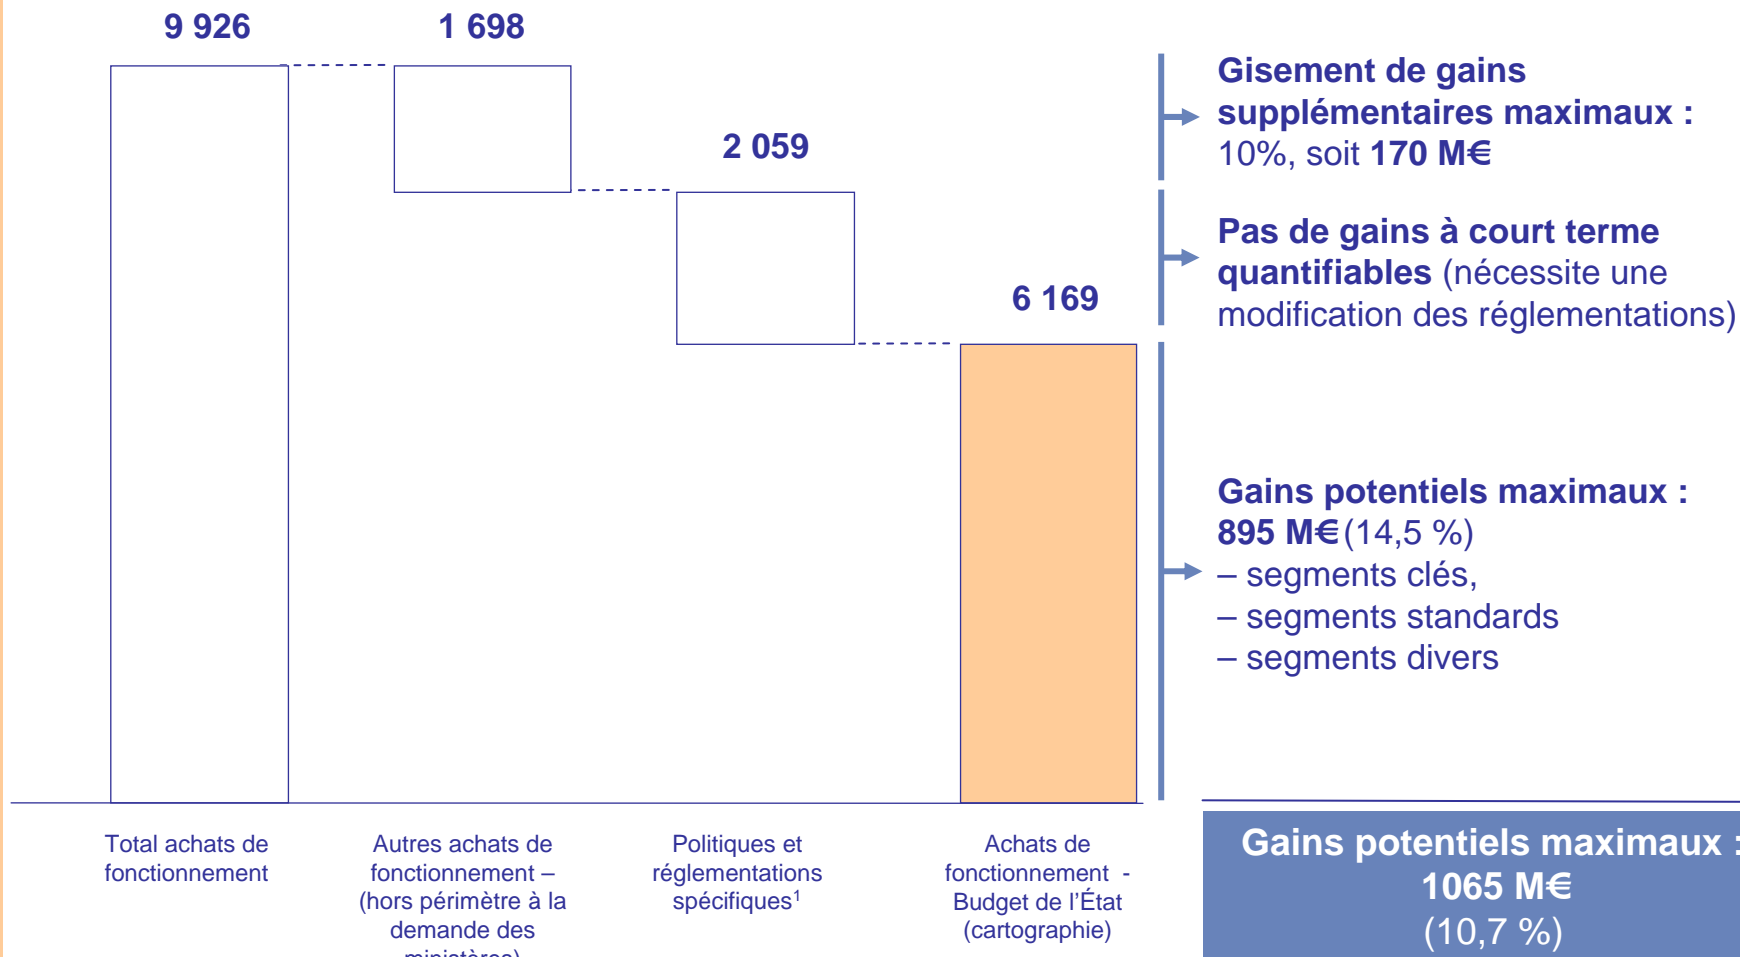 9 926
1 698
2 059
6 169
Gisement de gains
supplémentaires maximaux :
10%, soit 170 M€
Pas de gains à court terme
quantifiables (nécessite une
modification des réglementations)
Gains potentiels maximaux :
895 M€ (14,5 %)
– segments clés,
– segments standards
– segments divers
Total achats de
fonctionnement
Autres achats de
fonctionnement –
(hors périmètre à la
demande des
ministères)
Politiques et
réglementations
spécifiques¹
Achats de
fonctionnement -
Budget de l'État
(cartographie)
Gains potentiels maximaux :
1065 M€
(10,7 %)